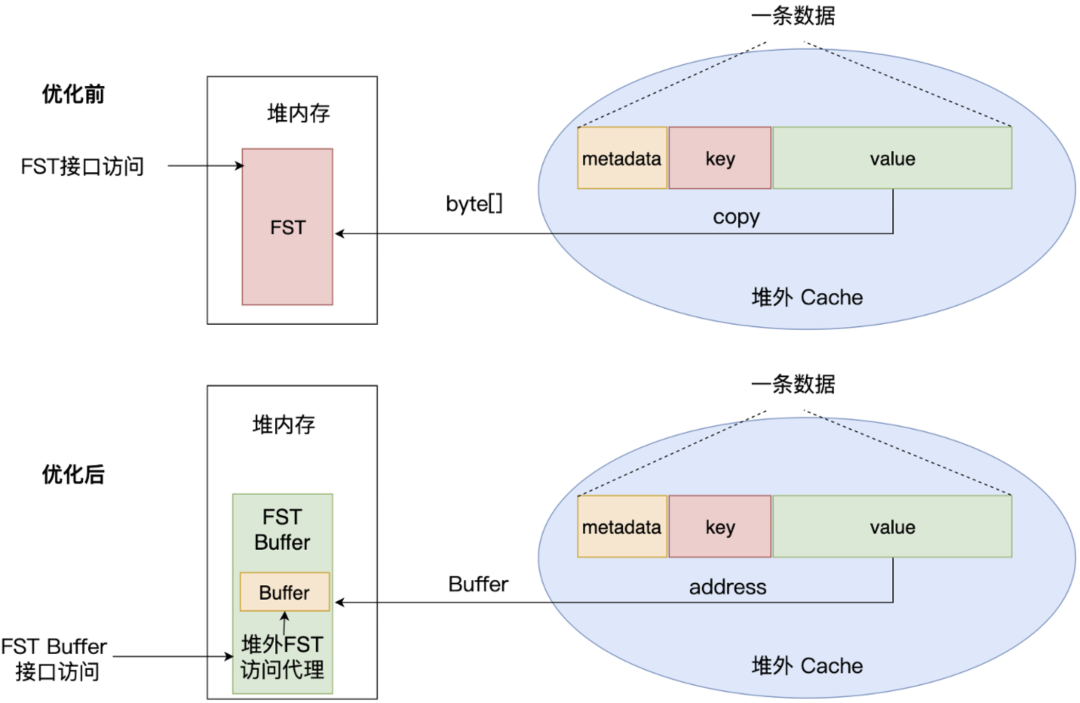 一条数据
优化前
堆内存
FST接口访问
metadata
key
value
FST
byte[]
copy
堆外 Cache
一条数据
堆内存
优化后
FST
Buffer
metadata
key
value
Buffer
Buffer
address
堆外FST
访问代理
FST Buffer
接口访问
堆外 Cache